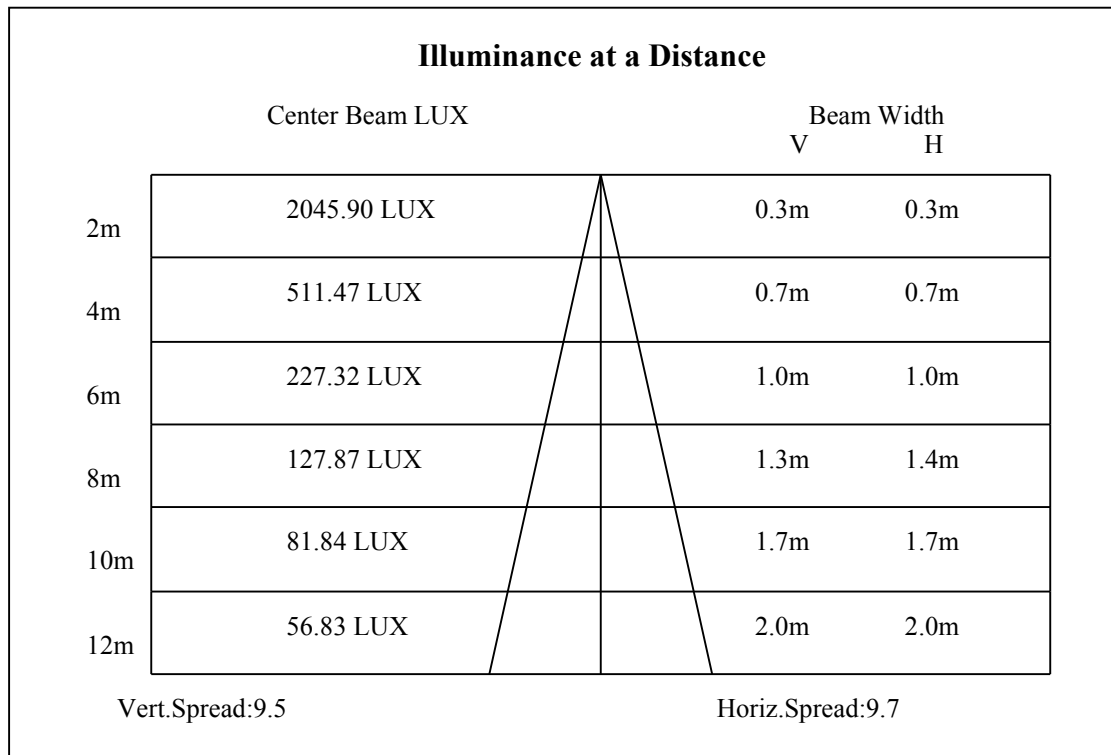 Illuminance at a Distance
Center Beam LUX Beam Width
V H
2m 2045.90 LUX 0.3m 0.3m
4m 511.47 LUX 0.7m 0.7m
6m 227.32 LUX 1.0m 1.0m
8m 127.87 LUX 1.3m 1.4m
10m 81.84 LUX 1.7m 1.7m
12m 56.83 LUX 2.0m 2.0m
Vert.Spread:9.5 Horiz.Spread:9.7